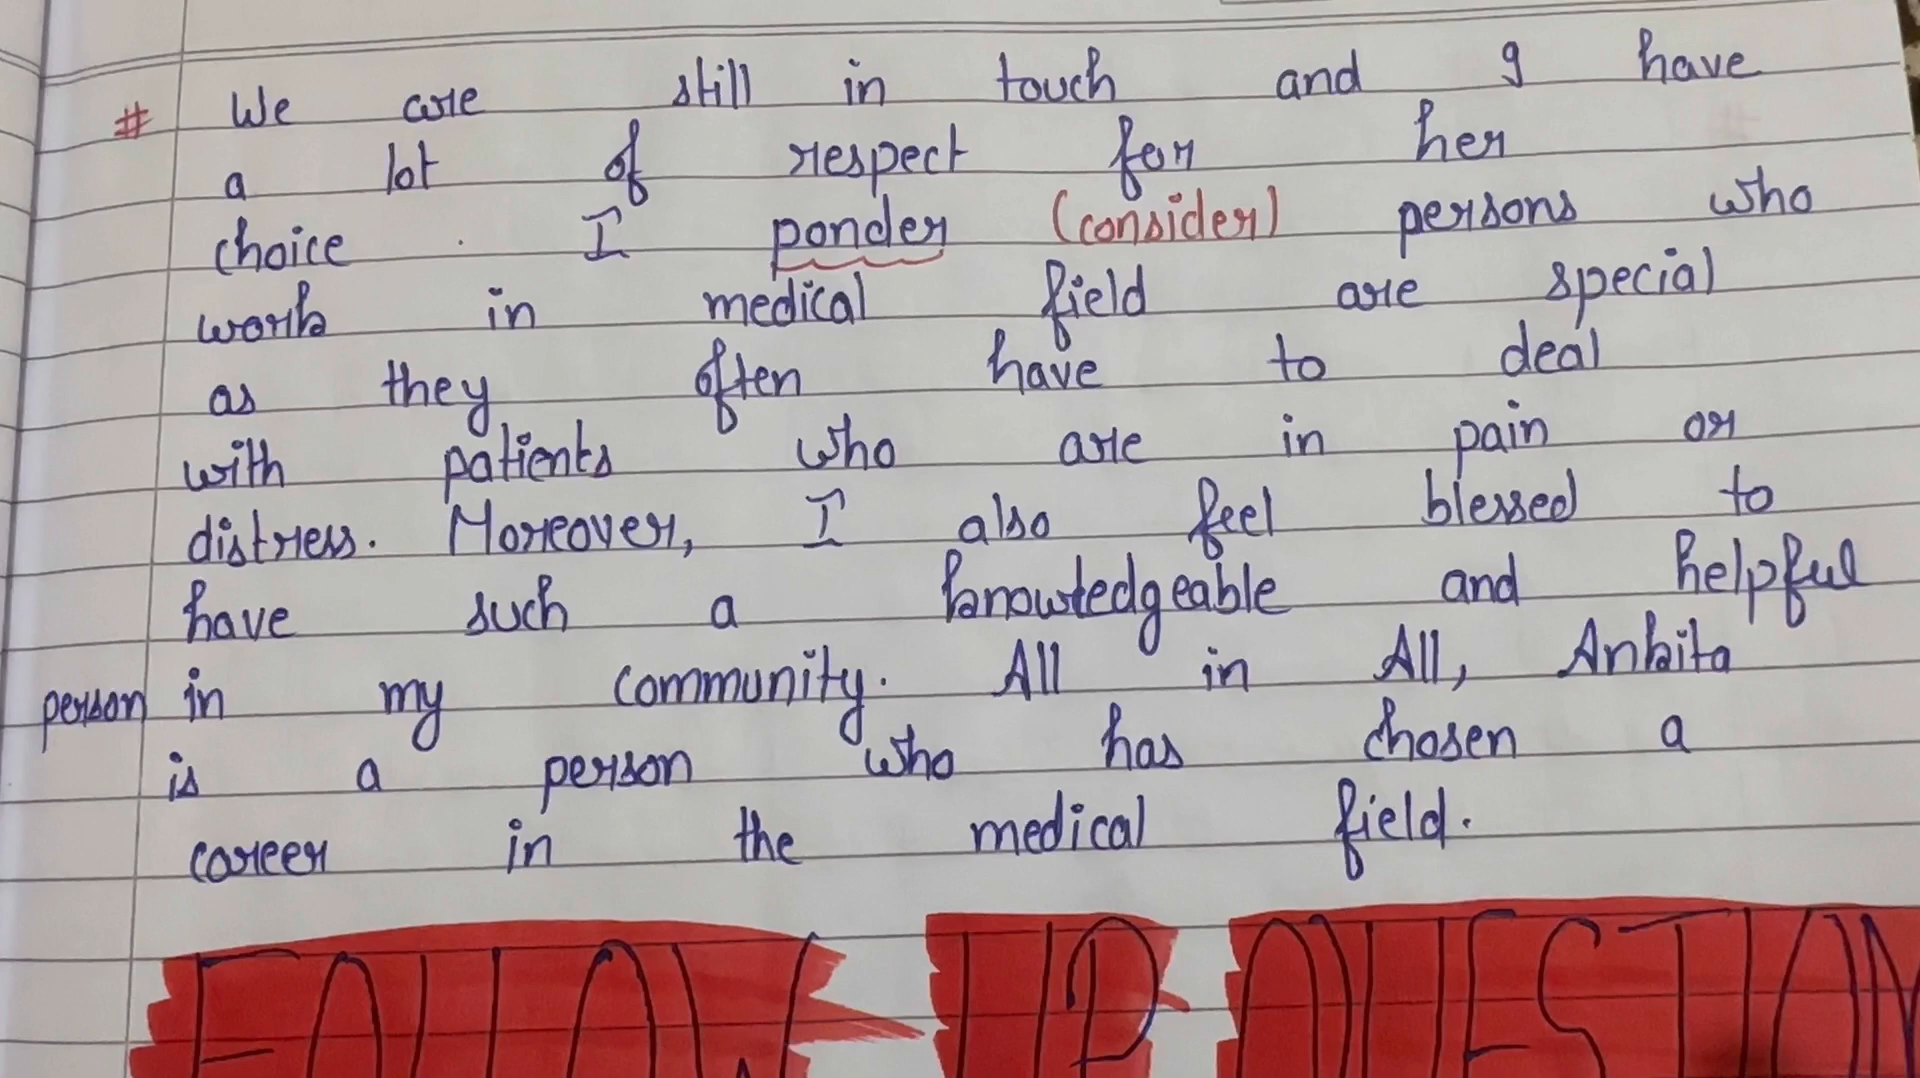 # We are still in touch and I have
a lot of respect for her
choice . I ponder (consider) persons who
work in medical field are special
as they often have to deal
with patients who are in pain or
distress. Moreover, I also feel blessed to
have such a knowledgeable and helpful
person in my community. All in All, Ankita
is a person who has chosen a
career in the medical field.
FOLLOW UP QUESTION